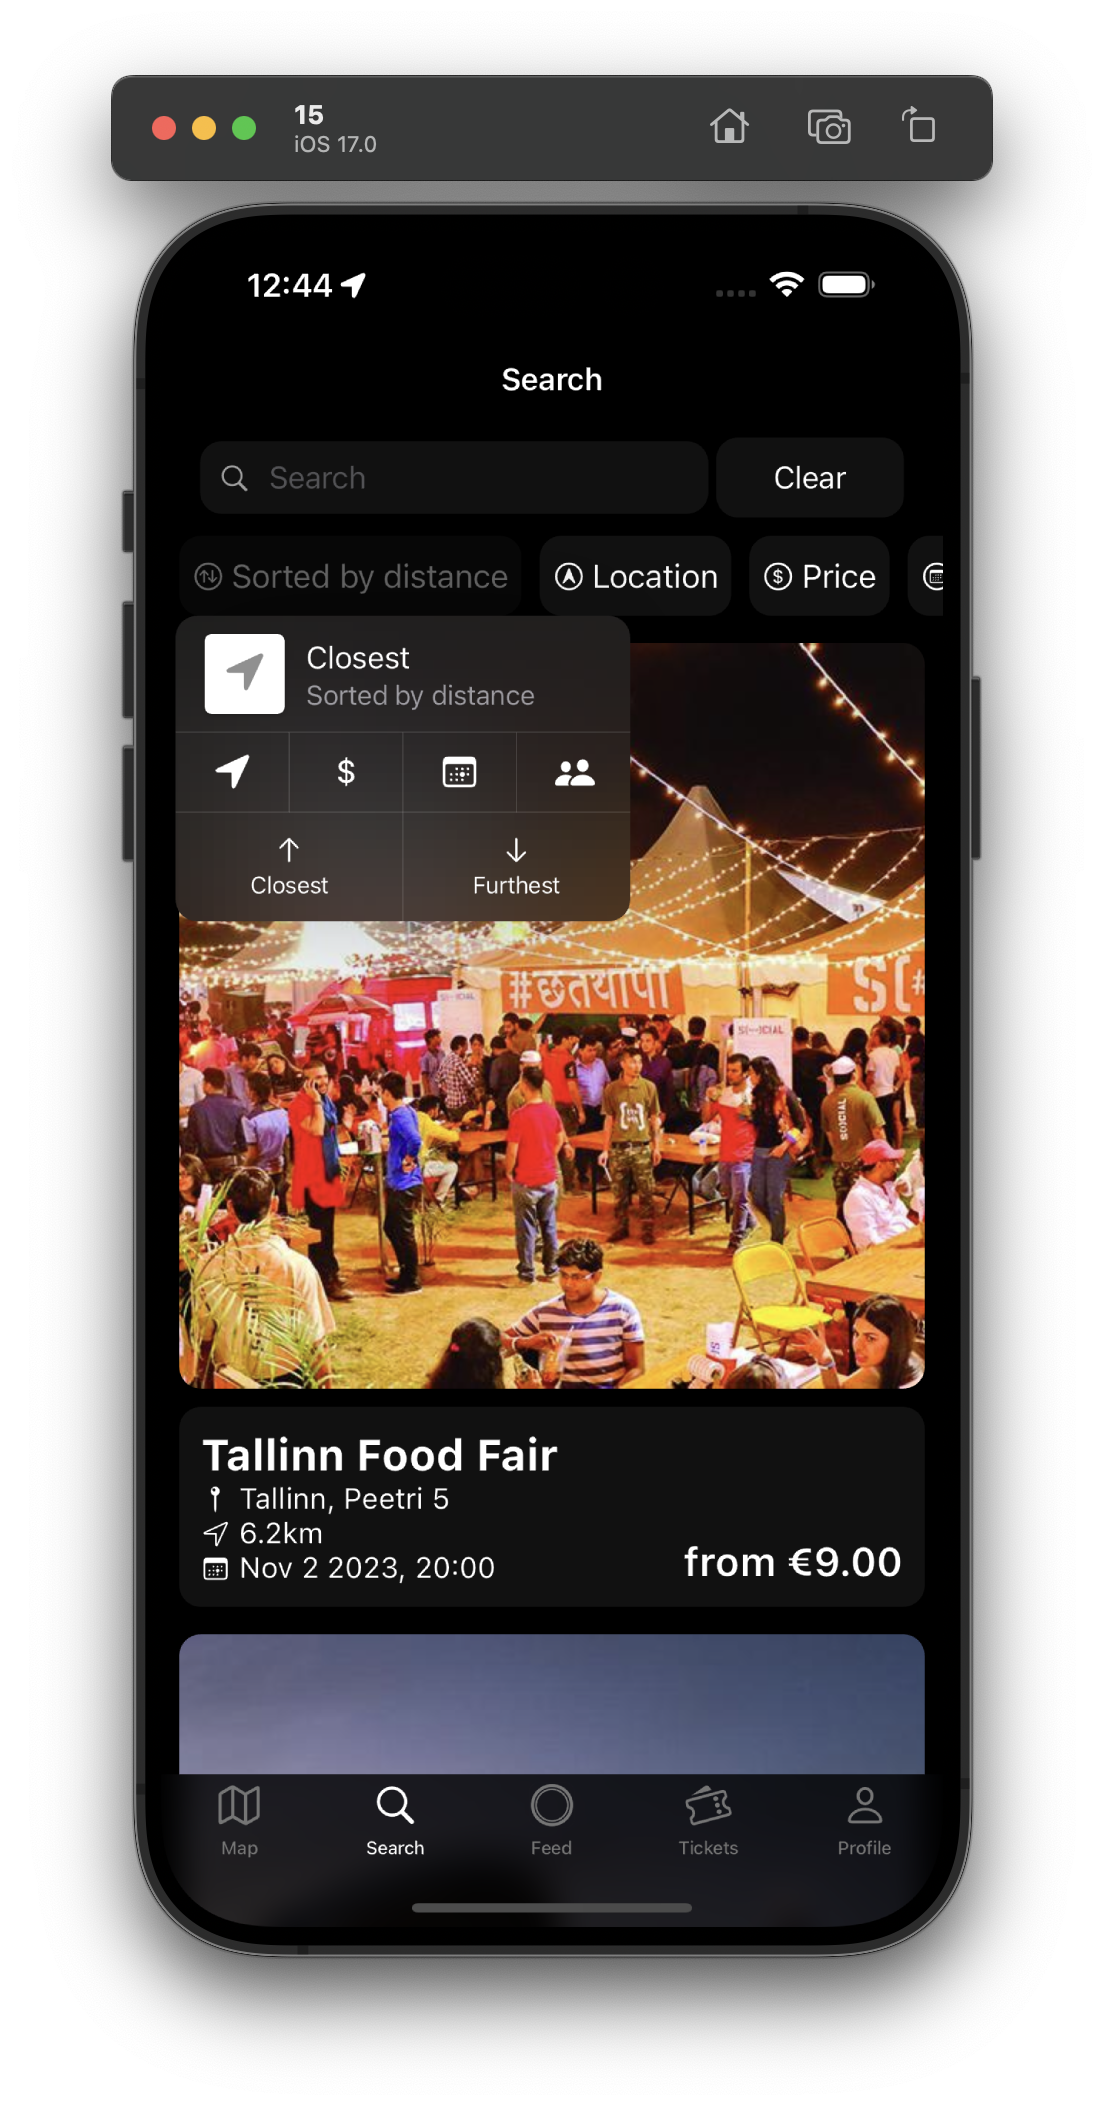 15
iOS 17.0
12:44
Search
Search
Clear
Sorted by distance
Location
Price
Closest
Sorted by distance
$
Closest
Furthest
#छतयापा
S(#
S(--)CIAL
Tallinn Food Fair
Tallinn, Peetri 5
6.2km
Nov 2 2023, 20:00
from €9.00
Map
Search
Feed
Tickets
Profile